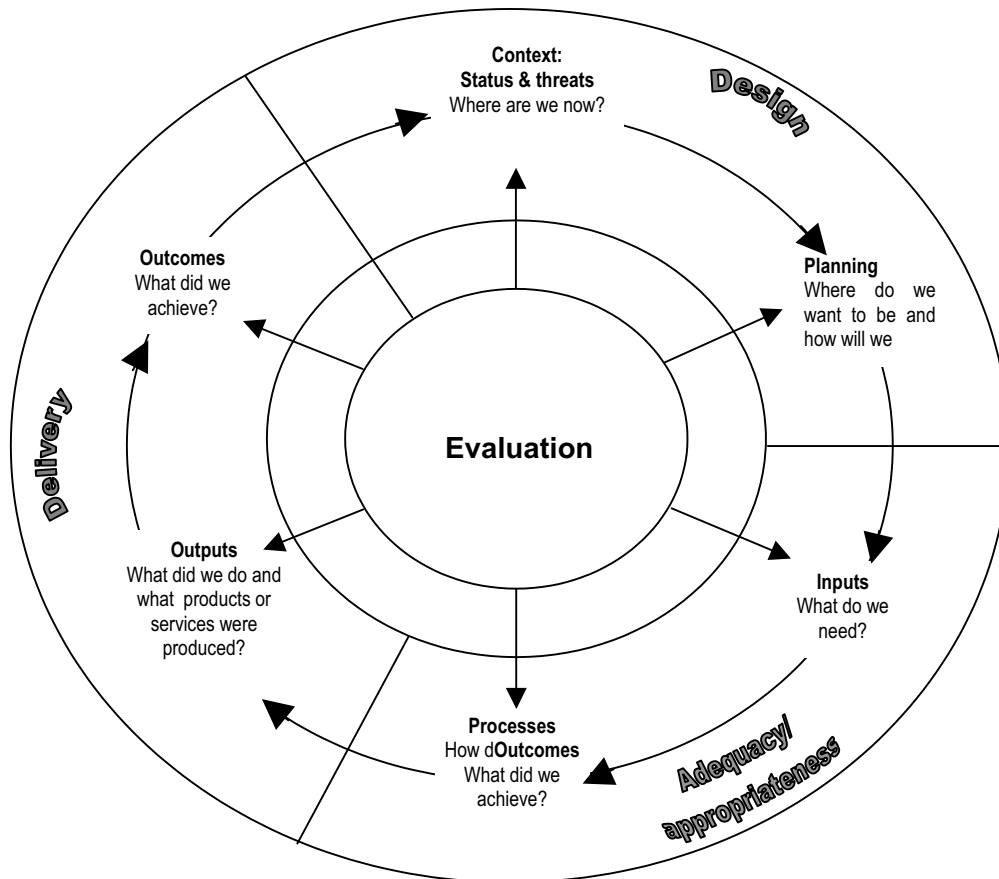 Context:
Status & threats
Where are we now?
Design
Planning
Where do we
want to be and
how will we
Inputs
What do we
need?
Adequacy/
appropriateness
Processes
How dOutcomes
What did we
achieve?
Outputs
What did we do and
what products or
services were
produced?
Delivery
Outcomes
What did we
achieve?
Evaluation